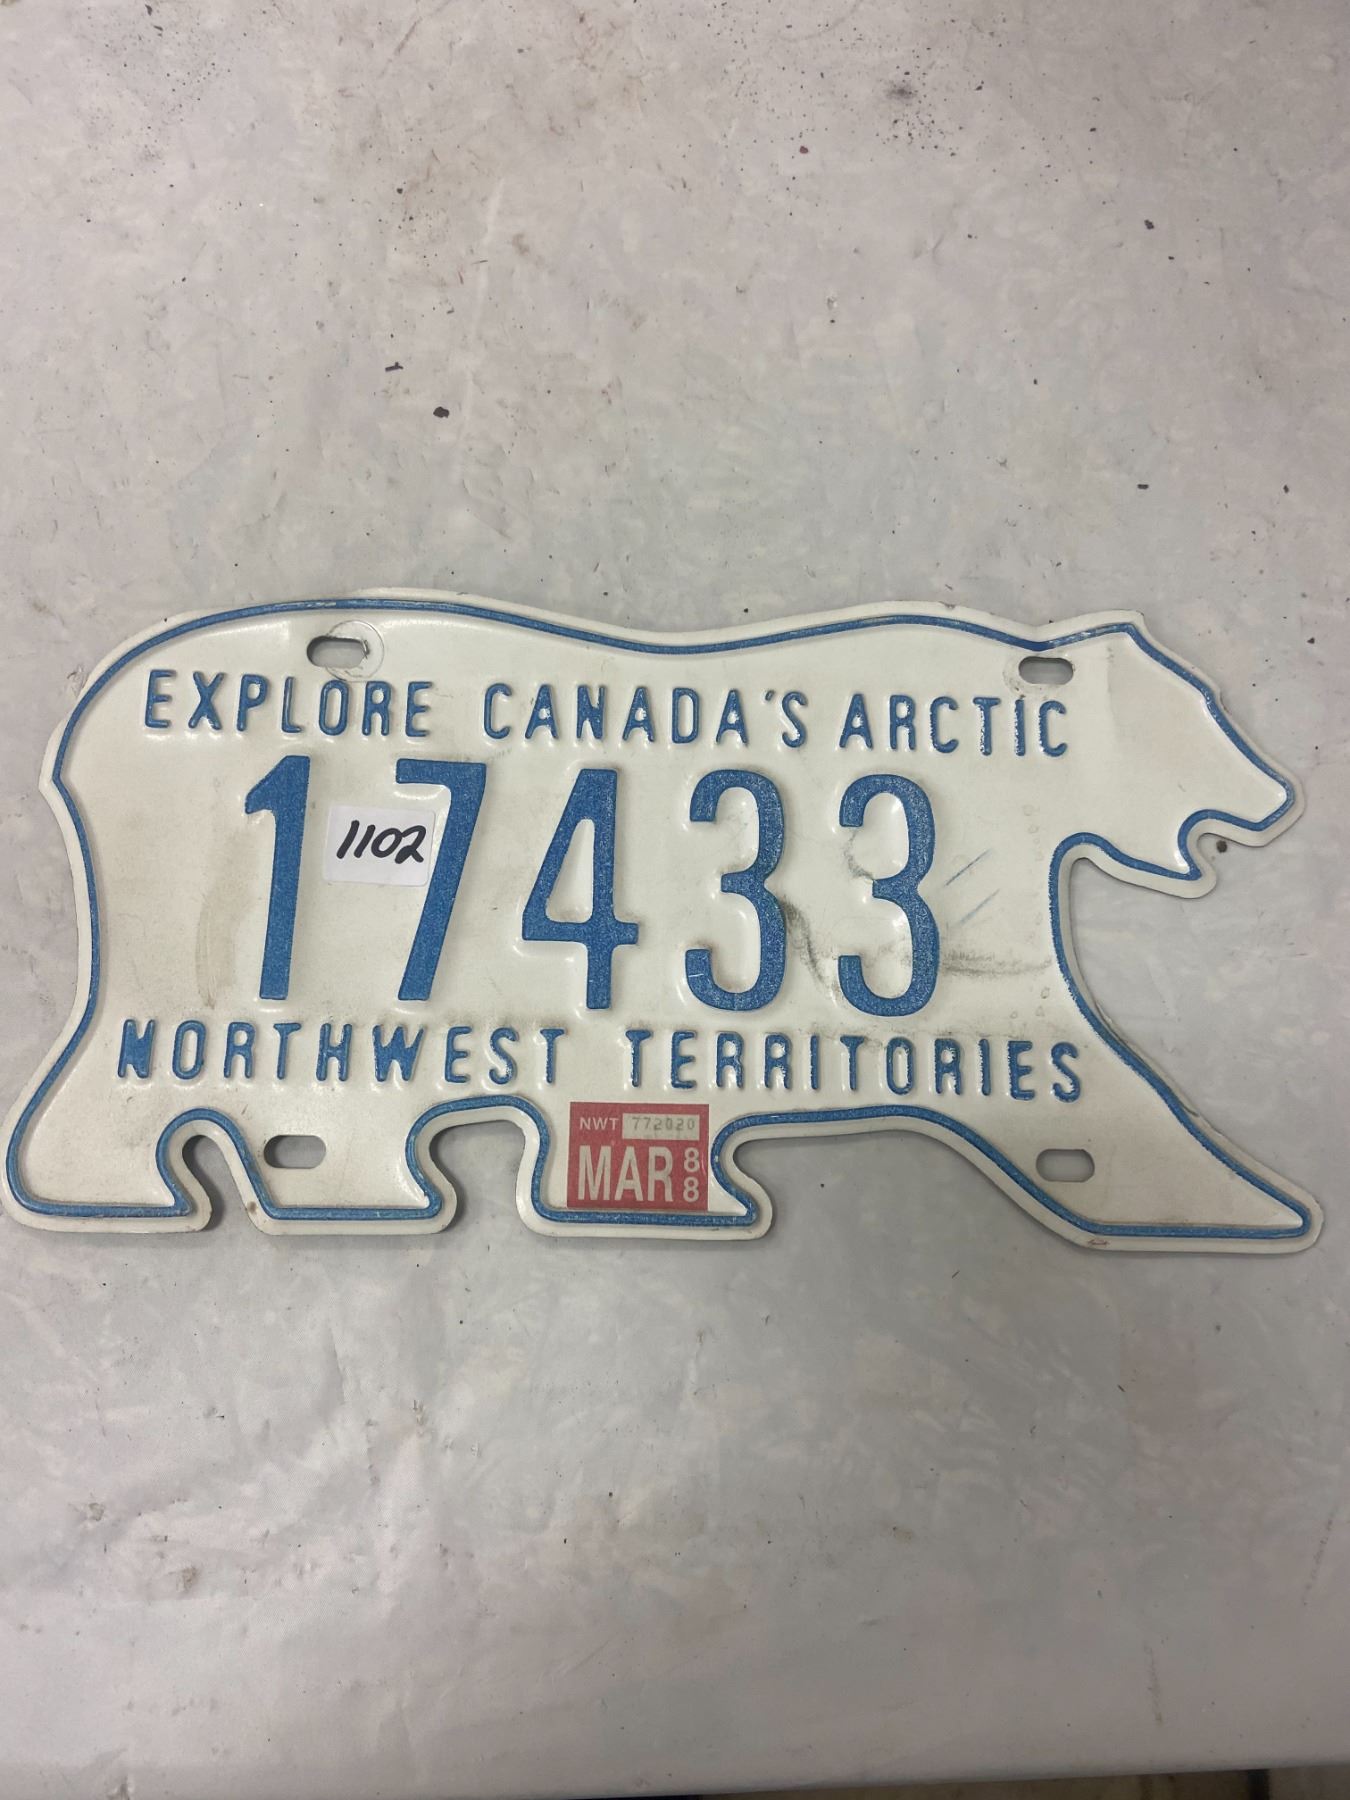 EXPLORE CANADA'S ARCTIC
17433
1102
NORTHWEST TERRITORIES
NWT 772020
MAR 88